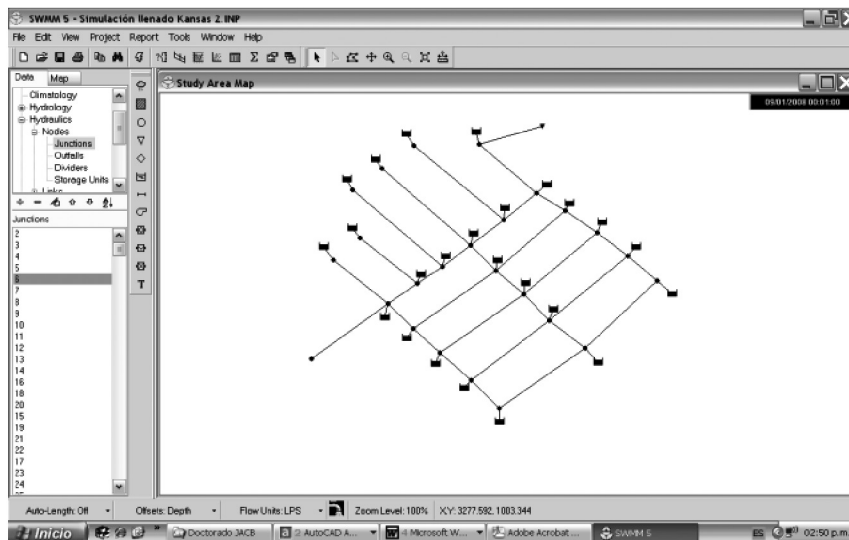 SWMM 5 - Simulación llenado Kansas 2.INP
File Edit View Project Report Tools Window Help
Data Map
Climatology
Hydrology
Hydraulics
Nodes
Junctions
Outfalls
Dividers
Storage Units
Links
Junctions
2
3
4
5
6
7
8
9
10
11
12
13
14
16
18
20
15
19
21
22
17
23
24
T
Study Area Map
09/01/2008 00:01:00
Auto-Length: Off Offsets: Depth Flow Units: LPS Zoom Level: 100% X,Y: 3277.592, 1003.344
Inicio » Doctorado JACB 2 AutoCAD A... 4 Microsoft W... Adobe Acrobat ... SWMM 5 ES 02:50 p.m.